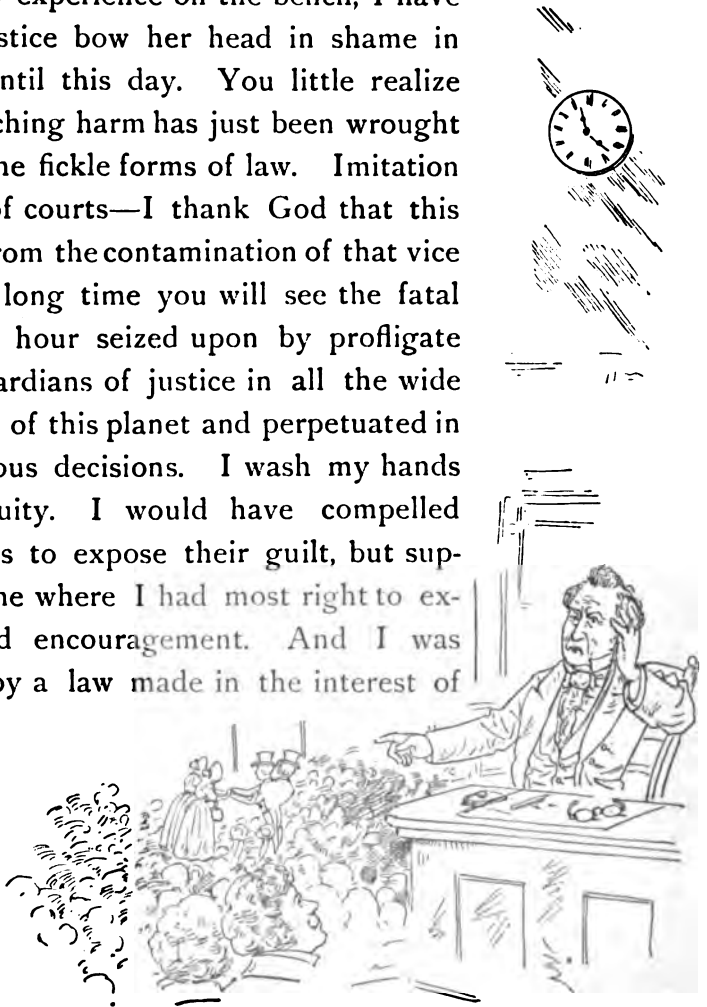 experience on the bench, I have
stice bow her head in shame in
ntil this day. You little realize
ching harm has just been wrought
he fickle forms of law. Imitation
of courts—I thank God that this
rom the contamination of that vice
long time you will see the fatal
hour seized upon by profligate
ardians of justice in all the wide
of this planet and perpetuated in
ous decisions. I wash my hands
uity. I would have compelled
s to expose their guilt, but sup-
ne where I had most right to ex-
d encouragement. And I was
by a law made in the interest of